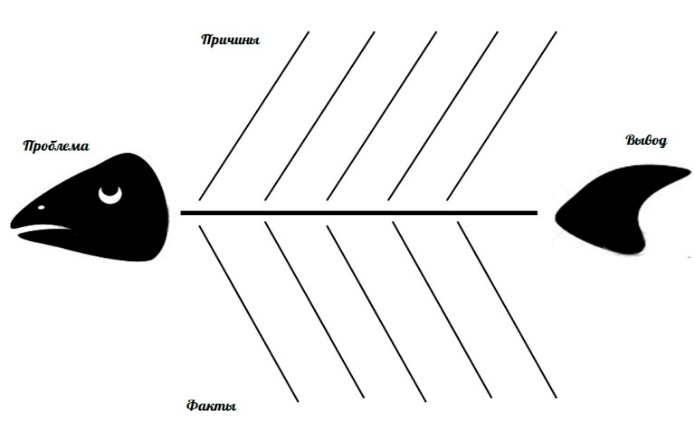 Причины
Проблема
Вывод
Факты